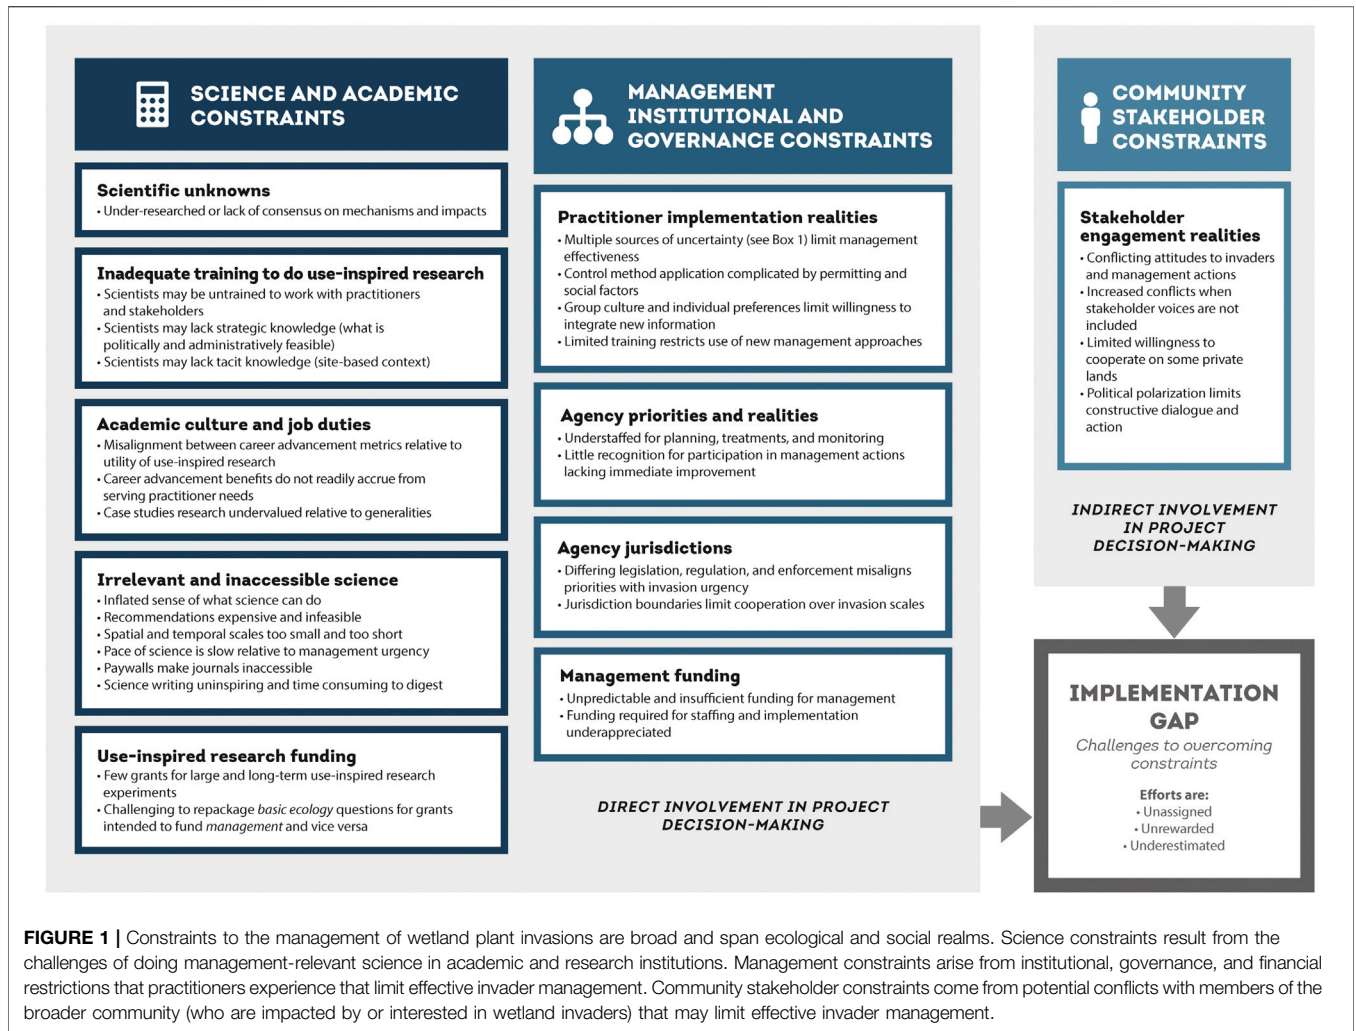 SCIENCE AND ACADEMIC
CONSTRAINTS
Scientific unknowns
• Under-researched or lack of consensus on mechanisms and impacts
Inadequate training to do use-inspired research
• Scientists may be untrained to work with practitioners
and stakeholders
• Scientists may lack strategic knowledge (what is
politically and administratively feasible)
• Scientists may lack tacit knowledge (site-based context)
Academic culture and job duties
• Misalignment between career advancement metrics relative to
utility of use-inspired research
• Career advancement benefits do not readily accrue from
serving practitioner needs
• Case studies research undervalued relative to generalities
Irrelevant and inaccessible science
• Inflated sense of what science can do
• Recommendations expensive and infeasible
• Spatial and temporal scales too small and too short
• Pace of science is slow relative to management urgency
• Paywalls make journals inaccessible
• Science writing uninspiring and time consuming to digest
Use-inspired research funding
• Few grants for large and long-term use-inspired research
experiments
• Challenging to repackage basic ecology questions for grants
intended to fund management and vice versa
MANAGEMENT
INSTITUTIONAL AND
GOVERNANCE CONSTRAINTS
Practitioner implementation realities
• Multiple sources of uncertainty (see Box 1) limit management
effectiveness
• Control method application complicated by permitting and
social factors
• Group culture and individual preferences limit willingness to
integrate new information
• Limited training restricts use of new management approaches
Agency priorities and realities
• Understaffed for planning, treatments, and monitoring
• Little recognition for participation in management actions
lacking immediate improvement
Agency jurisdictions
• Differing legislation, regulation, and enforcement misaligns
priorities with invasion urgency
• Jurisdiction boundaries limit cooperation over invasion scales
Management funding
• Unpredictable and insufficient funding for management
• Funding required for staffing and implementation
underappreciated
DIRECT INVOLVEMENT IN PROJECT
DECISION-MAKING
COMMUNITY
STAKEHOLDER
CONSTRAINTS
Stakeholder
engagement realities
• Conflicting attitudes to invaders
and management actions
• Increased conflicts when
stakeholder voices are not
included
• Limited willingness to
cooperate on some private
lands
• Political polarization limits
constructive dialogue and
action
INDIRECT INVOLVEMENT
IN PROJECT
DECISION-MAKING
IMPLEMENTATION
GAP
Challenges to overcoming
constraints
Efforts are:
• Unassigned
• Unrewarded
• Underestimated
FIGURE 1 | Constraints to the management of wetland plant invasions are broad and span ecological and social realms. Science constraints result from the
challenges of doing management-relevant science in academic and research institutions. Management constraints arise from institutional, governance, and financial
restrictions that practitioners experience that limit effective invader management. Community stakeholder constraints come from potential conflicts with members of the
broader community (who are impacted by or interested in wetland invaders) that may limit effective invader management.